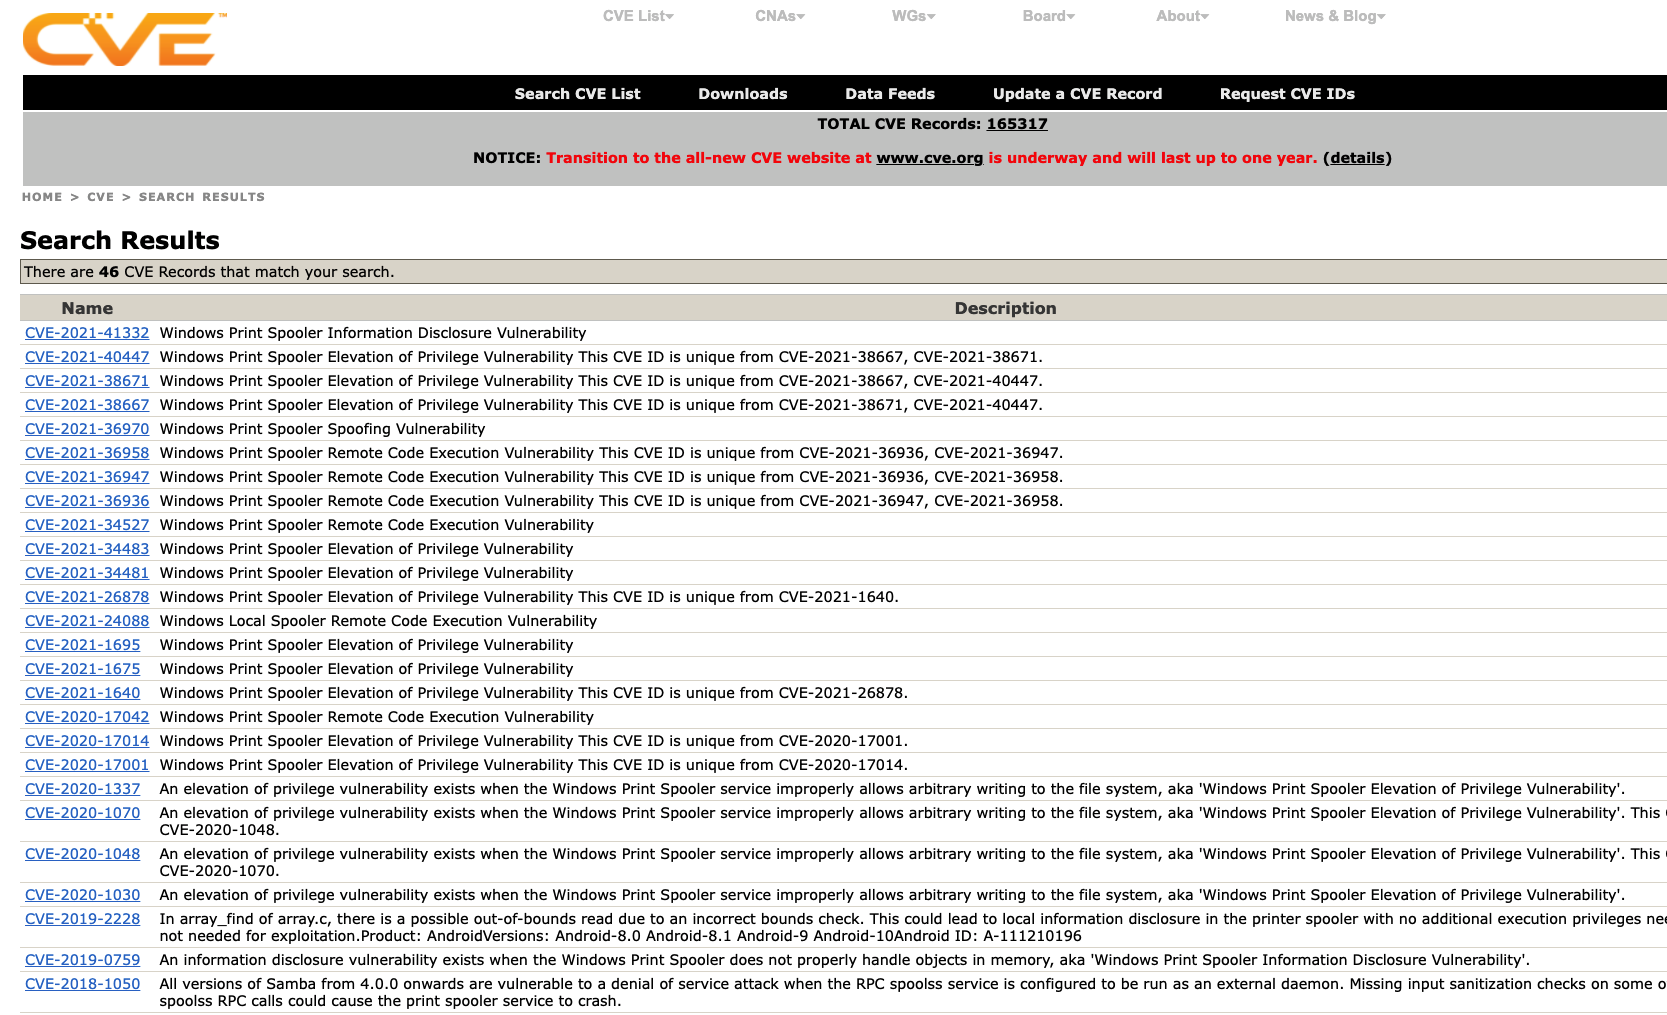 CVE™
CVE List▾ CNAs▾ WGs▾ Board▾ About▾ News & Blog▾
Search CVE List Downloads Data Feeds Update a CVE Record Request CVE IDs
TOTAL CVE Records: 165317
NOTICE: Transition to the all-new CVE website at www.cve.org is underway and will last up to one year. (details)
HOME > CVE > SEARCH RESULTS
Search Results
There are 46 CVE Records that match your search.
Name Description
CVE-2021-41332 Windows Print Spooler Information Disclosure Vulnerability
CVE-2021-40447 Windows Print Spooler Elevation of Privilege Vulnerability This CVE ID is unique from CVE-2021-38667, CVE-2021-38671.
CVE-2021-38671 Windows Print Spooler Elevation of Privilege Vulnerability This CVE ID is unique from CVE-2021-38667, CVE-2021-40447.
CVE-2021-38667 Windows Print Spooler Elevation of Privilege Vulnerability This CVE ID is unique from CVE-2021-38671, CVE-2021-40447.
CVE-2021-36970 Windows Print Spooler Spoofing Vulnerability
CVE-2021-36958 Windows Print Spooler Remote Code Execution Vulnerability This CVE ID is unique from CVE-2021-36936, CVE-2021-36947.
CVE-2021-36947 Windows Print Spooler Remote Code Execution Vulnerability This CVE ID is unique from CVE-2021-36936, CVE-2021-36958.
CVE-2021-36936 Windows Print Spooler Remote Code Execution Vulnerability This CVE ID is unique from CVE-2021-36947, CVE-2021-36958.
CVE-2021-34527 Windows Print Spooler Remote Code Execution Vulnerability
CVE-2021-34483 Windows Print Spooler Elevation of Privilege Vulnerability
CVE-2021-34481 Windows Print Spooler Elevation of Privilege Vulnerability
CVE-2021-26878 Windows Print Spooler Elevation of Privilege Vulnerability This CVE ID is unique from CVE-2021-1640.
CVE-2021-24088 Windows Local Spooler Remote Code Execution Vulnerability
CVE-2021-1695 Windows Print Spooler Elevation of Privilege Vulnerability
CVE-2021-1675 Windows Print Spooler Elevation of Privilege Vulnerability
CVE-2021-1640 Windows Print Spooler Elevation of Privilege Vulnerability This CVE ID is unique from CVE-2021-26878.
CVE-2020-17042 Windows Print Spooler Remote Code Execution Vulnerability
CVE-2020-17014 Windows Print Spooler Elevation of Privilege Vulnerability This CVE ID is unique from CVE-2020-17001.
CVE-2020-17001 Windows Print Spooler Elevation of Privilege Vulnerability This CVE ID is unique from CVE-2020-17014.
CVE-2020-1337 An elevation of privilege vulnerability exists when the Windows Print Spooler service improperly allows arbitrary writing to the file system, aka 'Windows Print Spooler Elevation of Privilege Vulnerability'.
CVE-2020-1070 An elevation of privilege vulnerability exists when the Windows Print Spooler service improperly allows arbitrary writing to the file system, aka 'Windows Print Spooler Elevation of Privilege Vulnerability'. This
CVE-2020-1048.
CVE-2020-1048 An elevation of privilege vulnerability exists when the Windows Print Spooler service improperly allows arbitrary writing to the file system, aka 'Windows Print Spooler Elevation of Privilege Vulnerability'. This
CVE-2020-1070.
CVE-2020-1030 An elevation of privilege vulnerability exists when the Windows Print Spooler service improperly allows arbitrary writing to the file system, aka 'Windows Print Spooler Elevation of Privilege Vulnerability'.
CVE-2019-2228 In array_find of array.c, there is a possible out-of-bounds read due to an incorrect bounds check. This could lead to local information disclosure in the printer spooler with no additional execution privileges
not needed for exploitation.Product: AndroidVersions: Android-8.0 Android-8.1 Android-9 Android-10Android ID: A-111210196
CVE-2019-0759 An information disclosure vulnerability exists when the Windows Print Spooler does not properly handle objects in memory, aka 'Windows Print Spooler Information Disclosure Vulnerability'.
CVE-2018-1050 All versions of Samba from 4.0.0 onwards are vulnerable to a denial of service attack when the RPC spoolss service is configured to be run as an external daemon. Missing input sanitization checks on some
spoolss RPC calls could cause the print spooler service to crash.